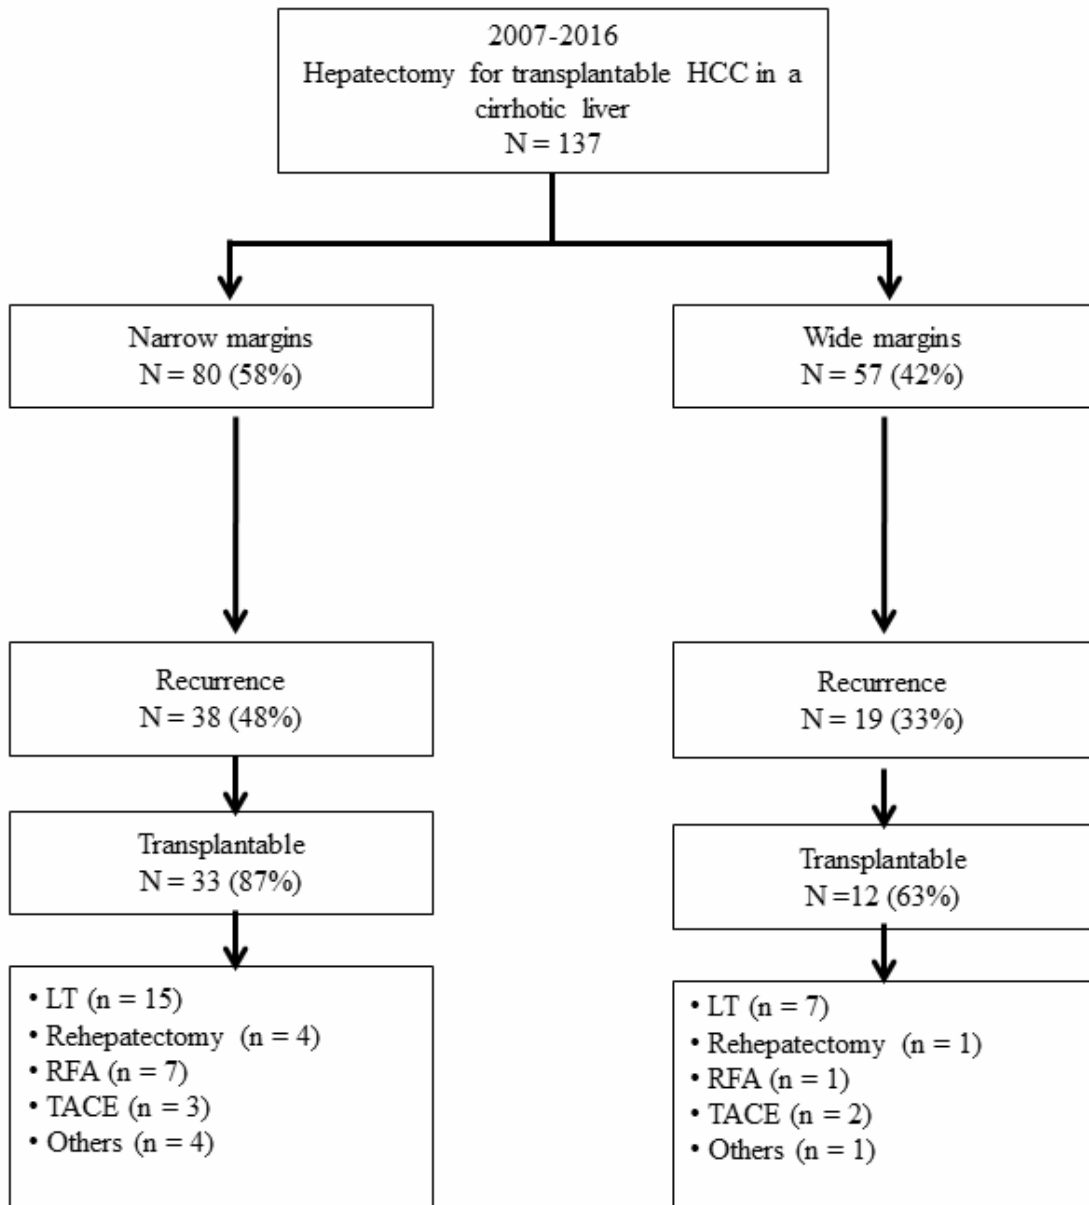 2007-2016
Hepatectomy for transplantable HCC in a
cirrhotic liver
N = 137
Narrow margins
N = 80 (58%)
Wide margins
N = 57 (42%)
Recurrence
N = 38 (48%)
Recurrence
N = 19 (33%)
Transplantable
N = 33 (87%)
Transplantable
N =12 (63%)
• LT (n = 15)
• Rehepatectomy (n = 4)
• RFA (n = 7)
• TACE (n = 3)
• Others (n = 4)
• LT (n = 7)
• Rehepatectomy (n = 1)
• RFA (n = 1)
• TACE (n = 2)
• Others (n = 1)